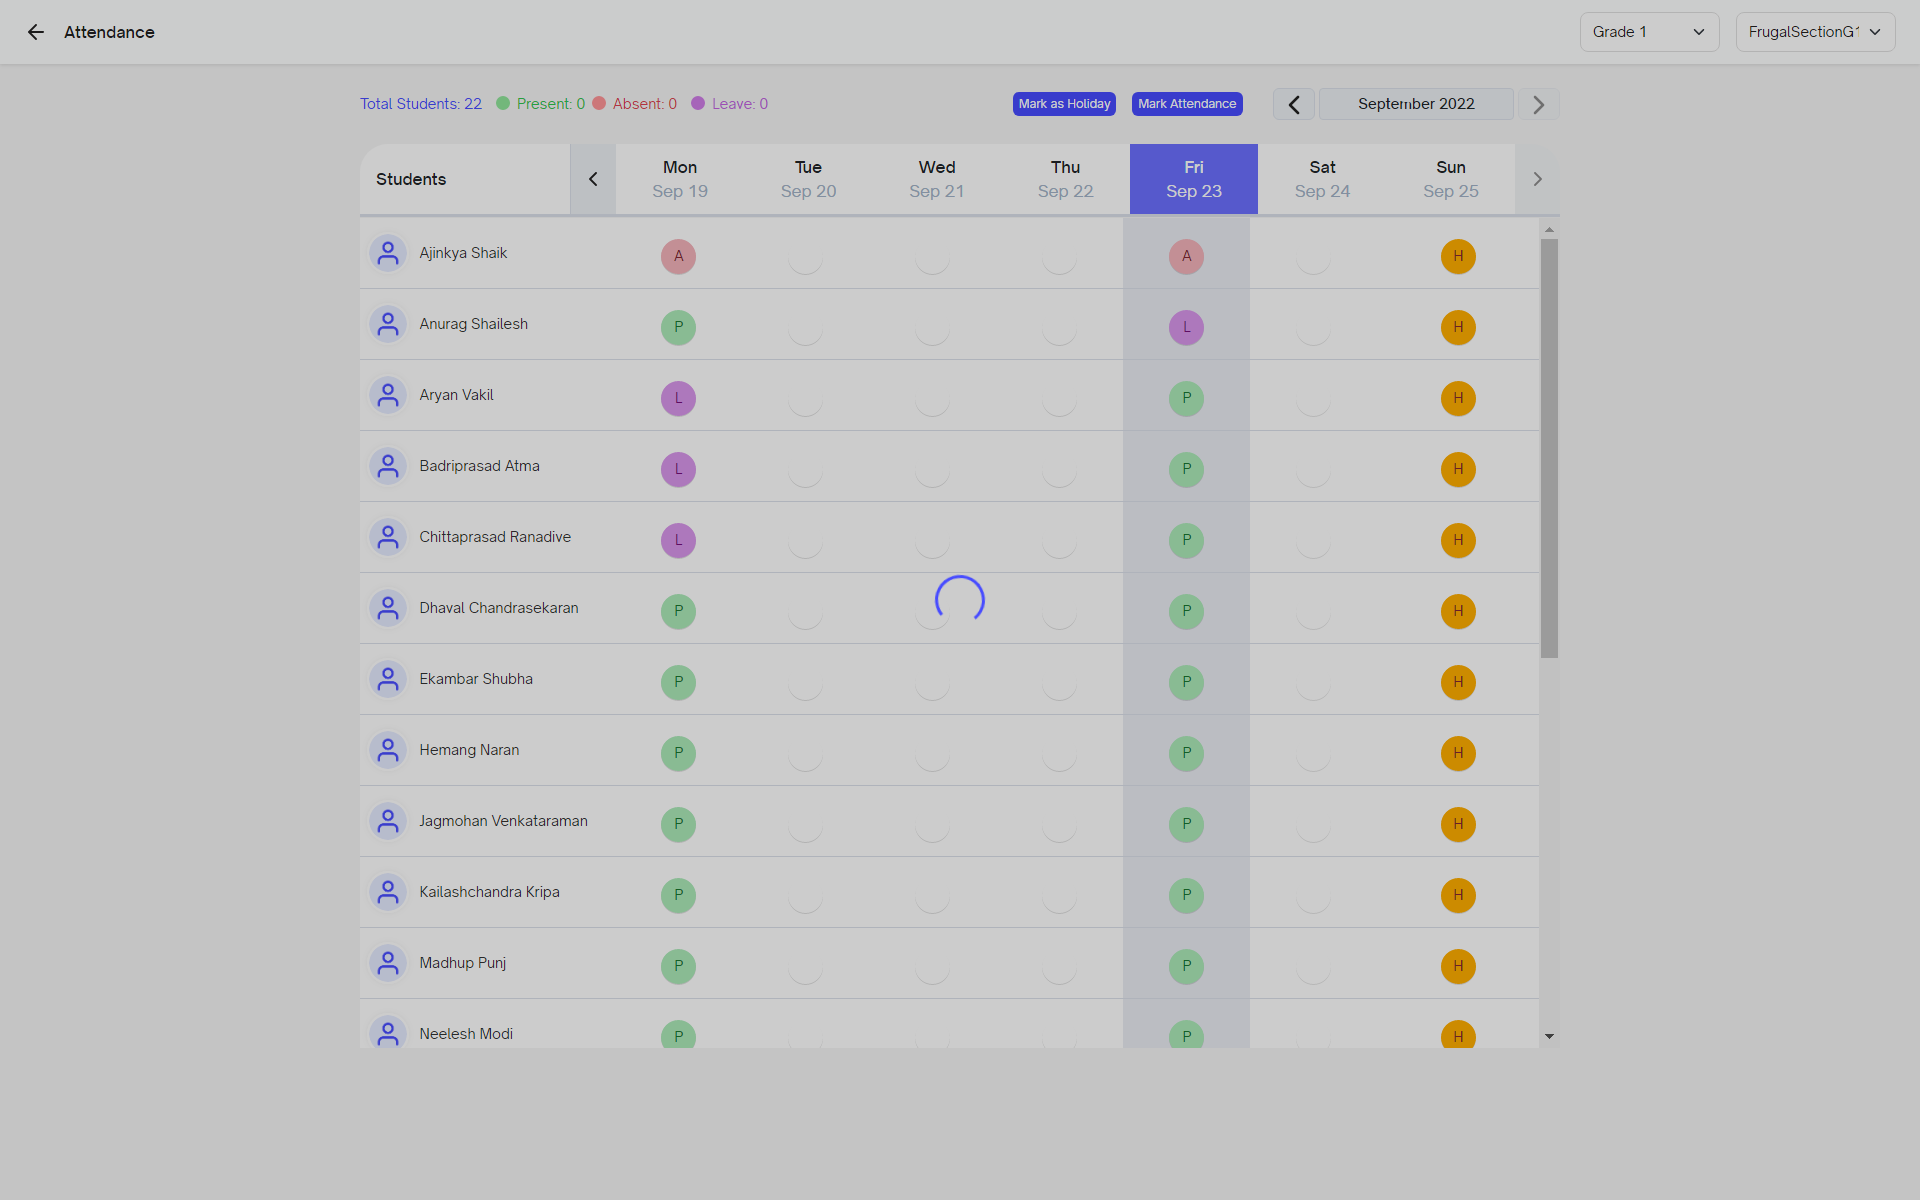 Attendance
Grade 1
FrugalSectionG1
Total Students: 22 Present: 0 Absent: 0 Leave: 0
Mark as Holiday
Mark Attendance
September 2022
Students
Mon Tue Wed Thu Fri Sat Sun
Sep 19 Sep 20 Sep 21 Sep 22 Sep 23 Sep 24 Sep 25
Ajinkya Shaik A A H
Anurag Shailesh P L H
Aryan Vakil L P H
Badriprasad Atma L P H
Chittaprasad Ranadive L P H
Dhaval Chandrasekaran P P H
Ekambar Shubha P P H
Hemang Naran P P H
Jagmohan Venkataraman P P H
Kailashchandra Kripa P P H
Madhup Punj P P H
Neelesh Modi P P H